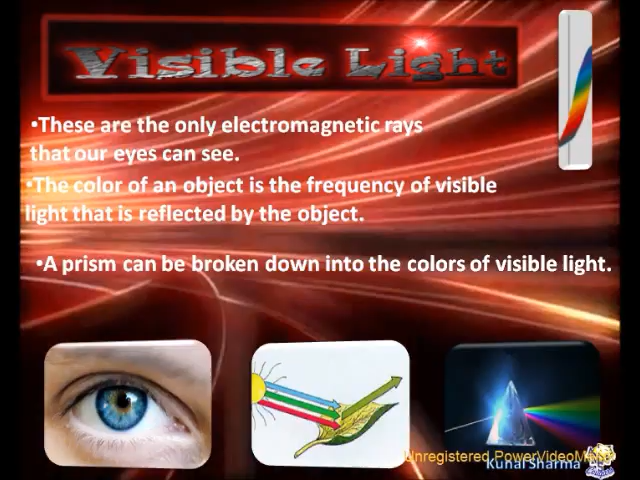 Visible Light
•These are the only electromagnetic rays
that our eyes can see.
•The color of an object is the frequency of visible
light that is reflected by the object.
•A prism can be broken down into the colors of visible light.
Unregistered PowerVideoMaker
Kunal Sharma